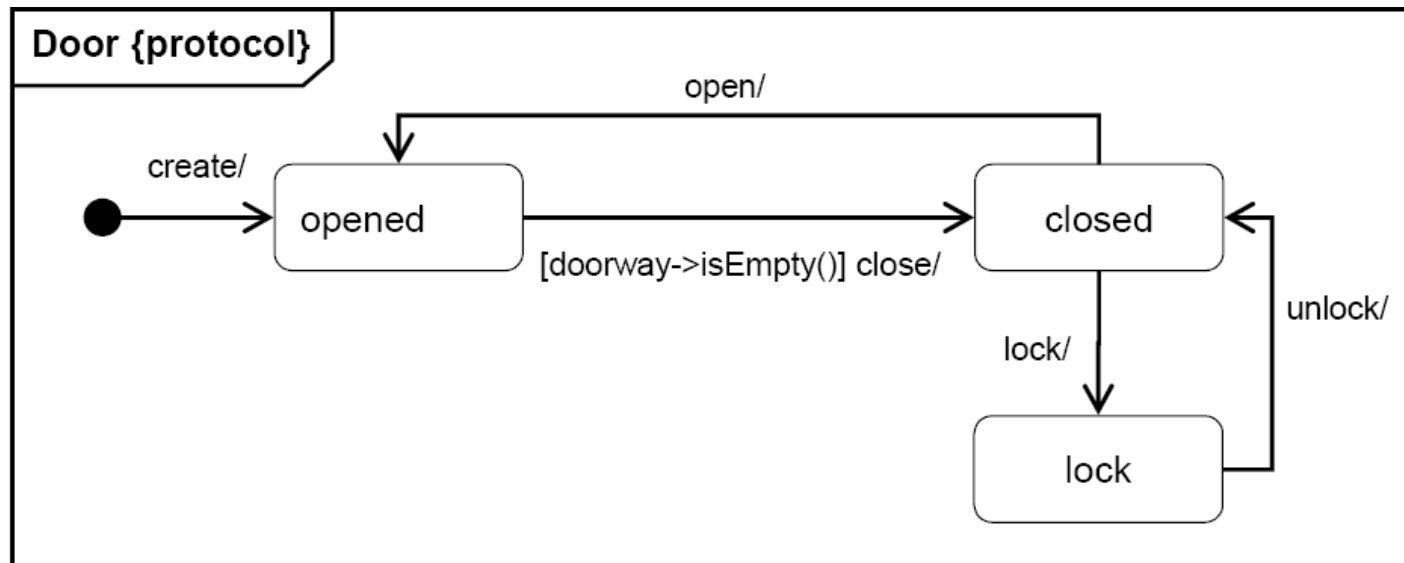 Door {protocol}
open/
create/
opened
closed
[doorway->isEmpty()] close/
unlock/
lock/
lock